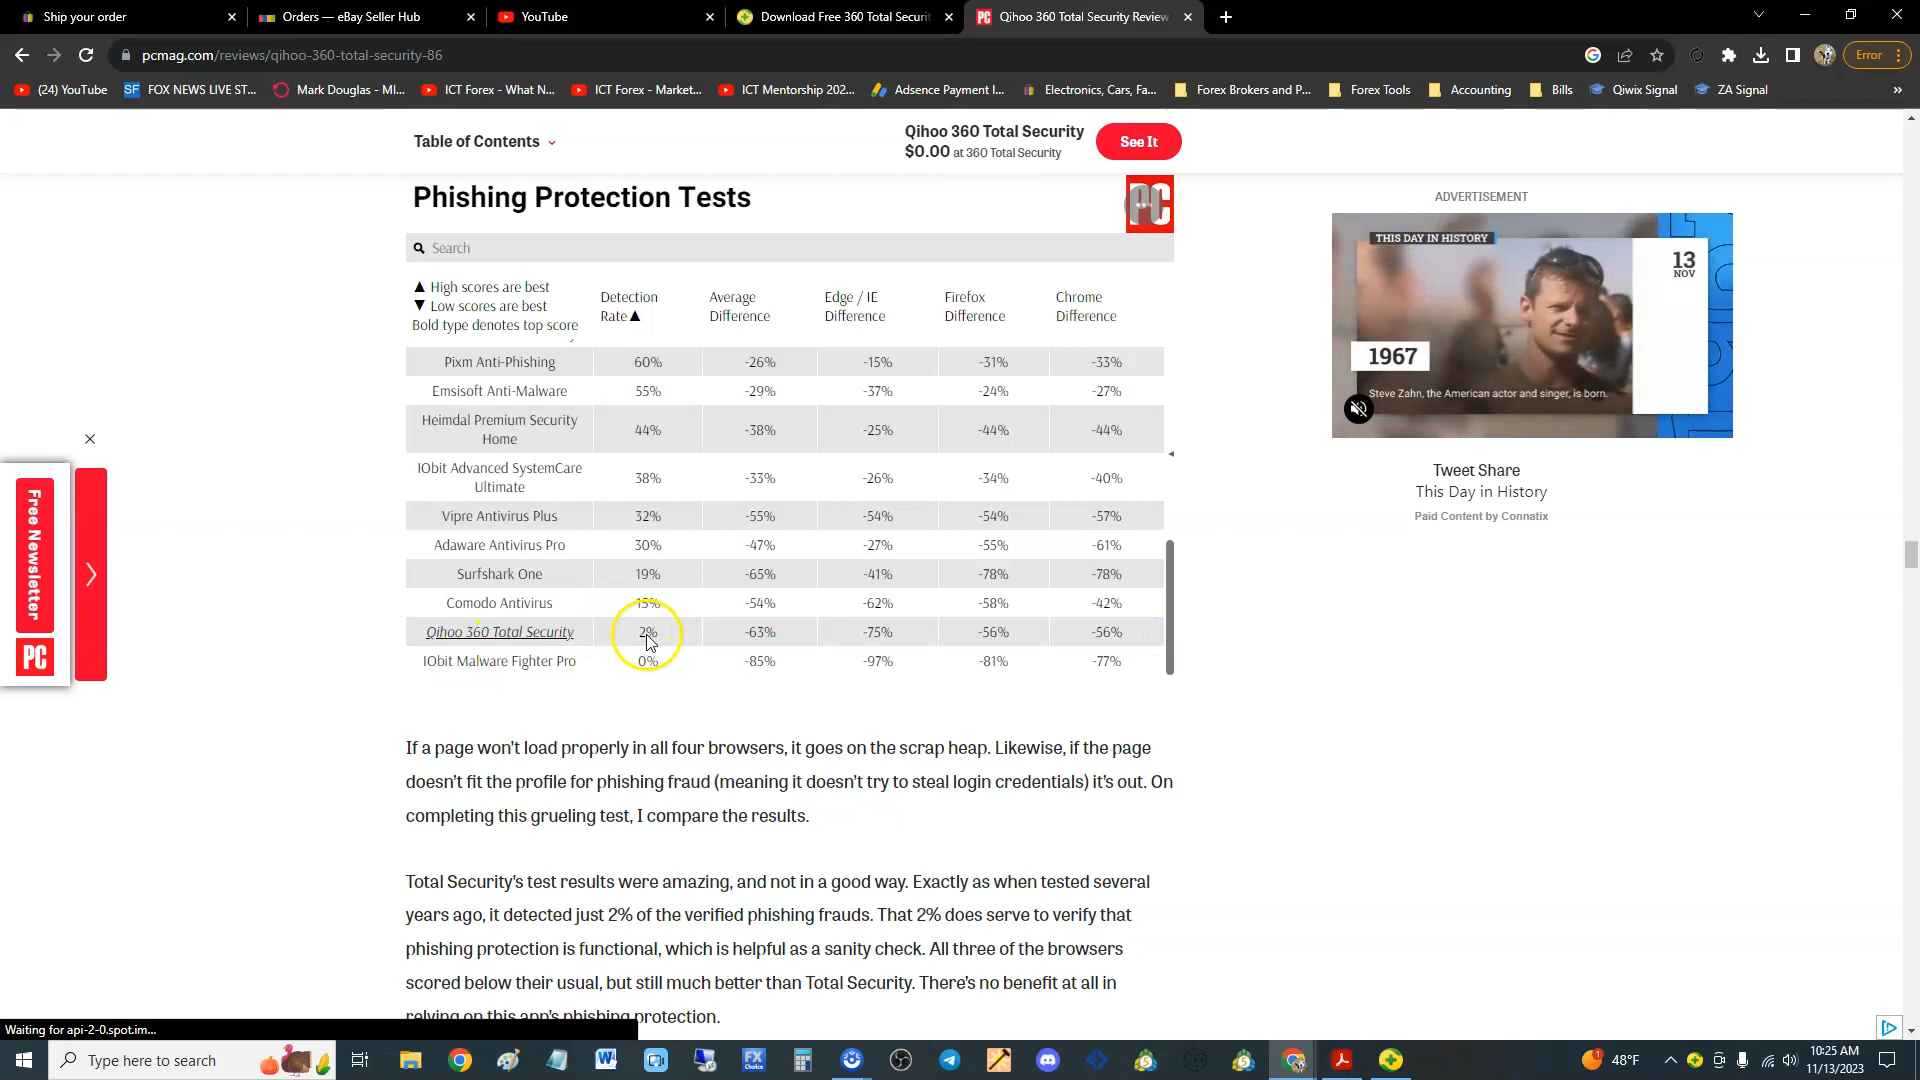 Ship your order
Orders — eBay Seller Hub
YouTube
Download Free 360 Total Securit
Qihoo 360 Total Security Review
pcmag.com/reviews/qihoo-360-total-security-86
Error
(24) YouTube
FOX NEWS LIVE ST...
Mark Douglas - Ml...
ICT Forex - What N...
ICT Forex - Market...
ICT Mentorship 202...
Adsence Payment I...
Electronics, Cars, Fa...
Forex Brokers and P...
Forex Tools
Accounting
Bills
Qiwix Signal
ZA Signal
»
Table of Contents
Qihoo 360 Total Security
$0.00 at 360 Total Security
See It
Phishing Protection Tests
PC
Search
▲ High scores are best
▼ Low scores are best
Bold type denotes top score
Detection Rate▲
Average Difference
Edge / IE Difference
Firefox Difference
Chrome Difference
Pixm Anti-Phishing 60% -26% -15% -31% -33%
Emsisoft Anti-Malware 55% -29% -37% -24% -27%
Heimdal Premium Security Home 44% -38% -25% -44% -44%
IObit Advanced SystemCare Ultimate 38% -33% -26% -34% -40%
Vipre Antivirus Plus 32% -55% -54% -54% -57%
Adaware Antivirus Pro 30% -47% -27% -55% -61%
Surfshark One 19% -65% -41% -78% -78%
Comodo Antivirus 15% -54% -62% -58% -42%
Qihoo 360 Total Security 2% -63% -75% -56% -56%
IObit Malware Fighter Pro 0% -85% -97% -81% -77%
If a page won't load properly in all four browsers, it goes on the scrap heap. Likewise, if the page
doesn't fit the profile for phishing fraud (meaning it doesn't try to steal login credentials) it's out. On
completing this grueling test, I compare the results.
Total Security's test results were amazing, and not in a good way. Exactly as when tested several
years ago, it detected just 2% of the verified phishing frauds. That 2% does serve to verify that
phishing protection is functional, which is helpful as a sanity check. All three of the browsers
scored below their usual, but still much better than Total Security. There's no benefit at all in
relying on this app's phishing protection.
ADVERTISEMENT
THIS DAY IN HISTORY
13
NOV
1967
Steve Zahn, the American actor and singer, is born.
Tweet Share
This Day in History
Paid Content by Connatix
Free Newsletter
PC
Waiting for api-2-0.spot.im...
Type here to search
FX
Choice
1
48°F
10:25 AM
11/13/2023